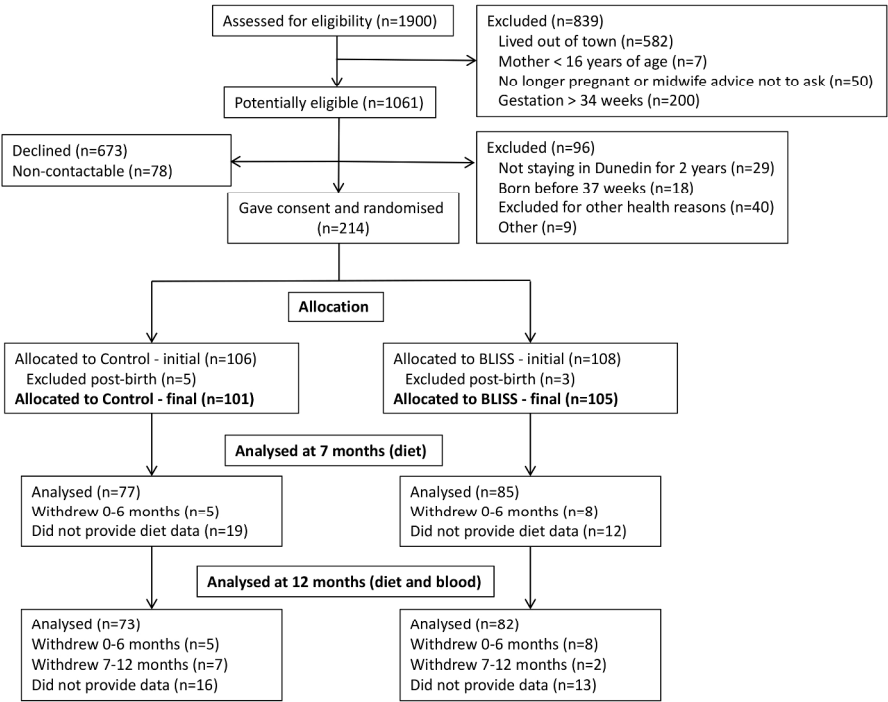 Assessed for eligibility (n=1900)
Excluded (n=839)
Lived out of town (n=582)
Mother < 16 years of age (n=7)
No longer pregnant or midwife advice not to ask (n=50)
Gestation > 34 weeks (n=200)
Potentially eligible (n=1061)
Declined (n=673)
Non-contactable (n=78)
Excluded (n=96)
Not staying in Dunedin for 2 years (n=29)
Born before 37 weeks (n=18)
Excluded for other health reasons (n=40)
Other (n=9)
Gave consent and randomised
(n=214)
Allocation
Allocated to Control - initial (n=106)
Excluded post-birth (n=5)
Allocated to Control - final (n=101)
Allocated to BLISS - initial (n=108)
Excluded post-birth (n=3)
Allocated to BLISS - final (n=105)
Analysed at 7 months (diet)
Analysed (n=77)
Withdrew 0-6 months (n=5)
Did not provide diet data (n=19)
Analysed (n=85)
Withdrew 0-6 months (n=8)
Did not provide diet data (n=12)
Analysed at 12 months (diet and blood)
Analysed (n=73)
Withdrew 0-6 months (n=5)
Withdrew 7-12 months (n=7)
Did not provide data (n=16)
Analysed (n=82)
Withdrew 0-6 months (n=8)
Withdrew 7-12 months (n=2)
Did not provide data (n=13)